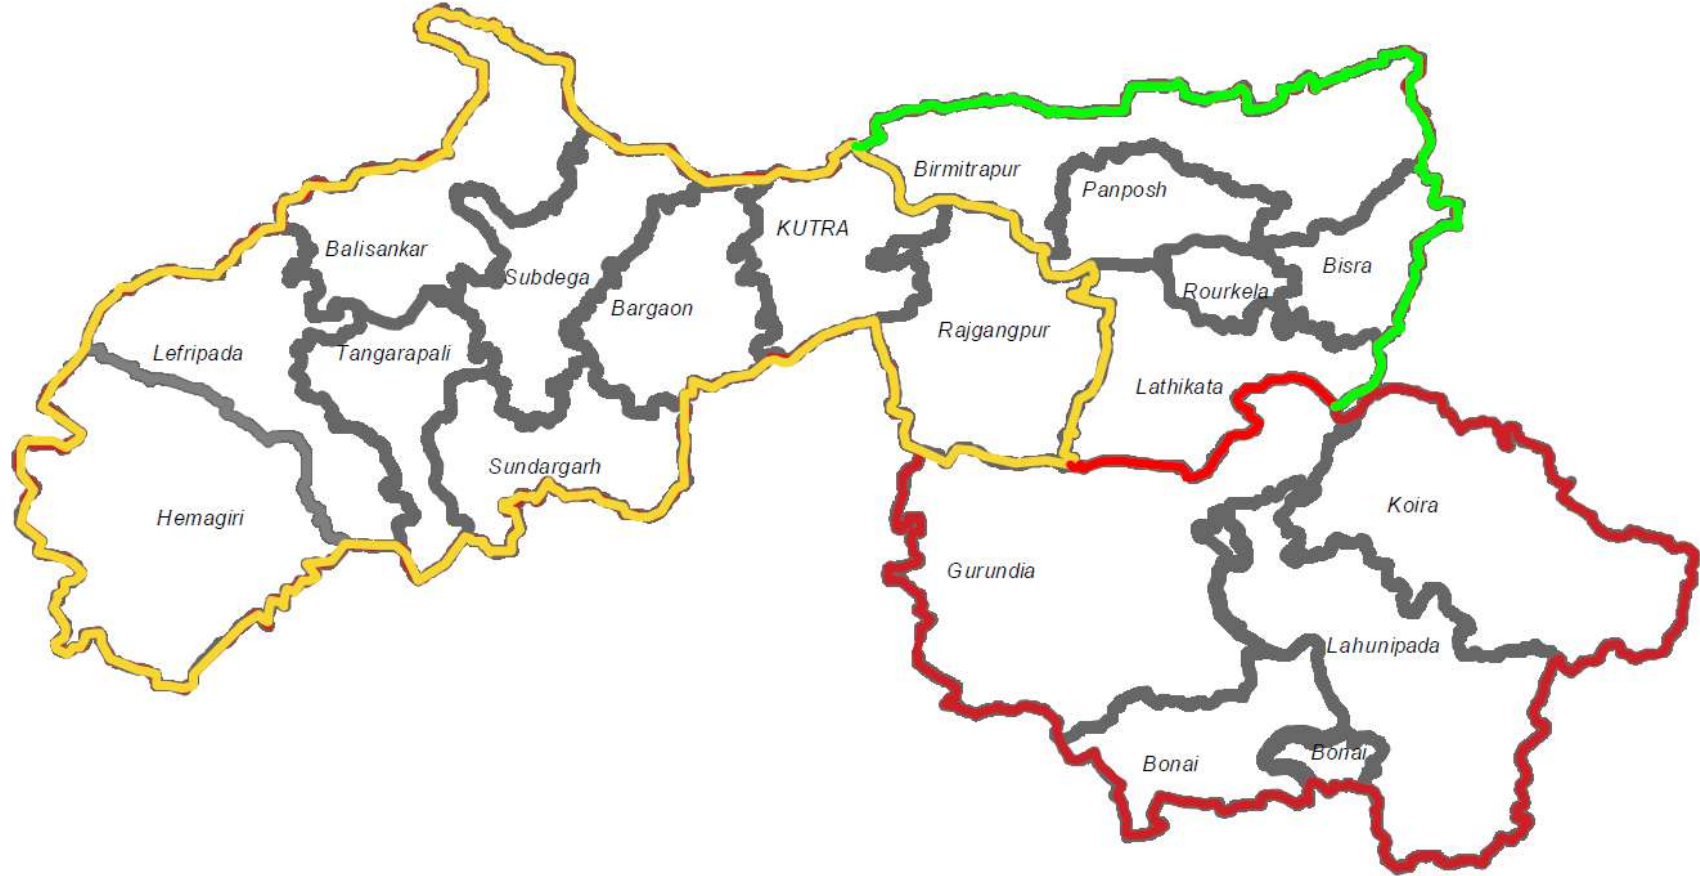 Birmitrapur
Panposh
KUTRA
Balisankar
Bisra
Subdega
Rourkela
Bargaon
Rajgangpur
Lefripada
Tangarapali
Lathikata
Sundargarh
Koira
Hemagiri
Gurundia
Lahunipada
Bonai
Bonai